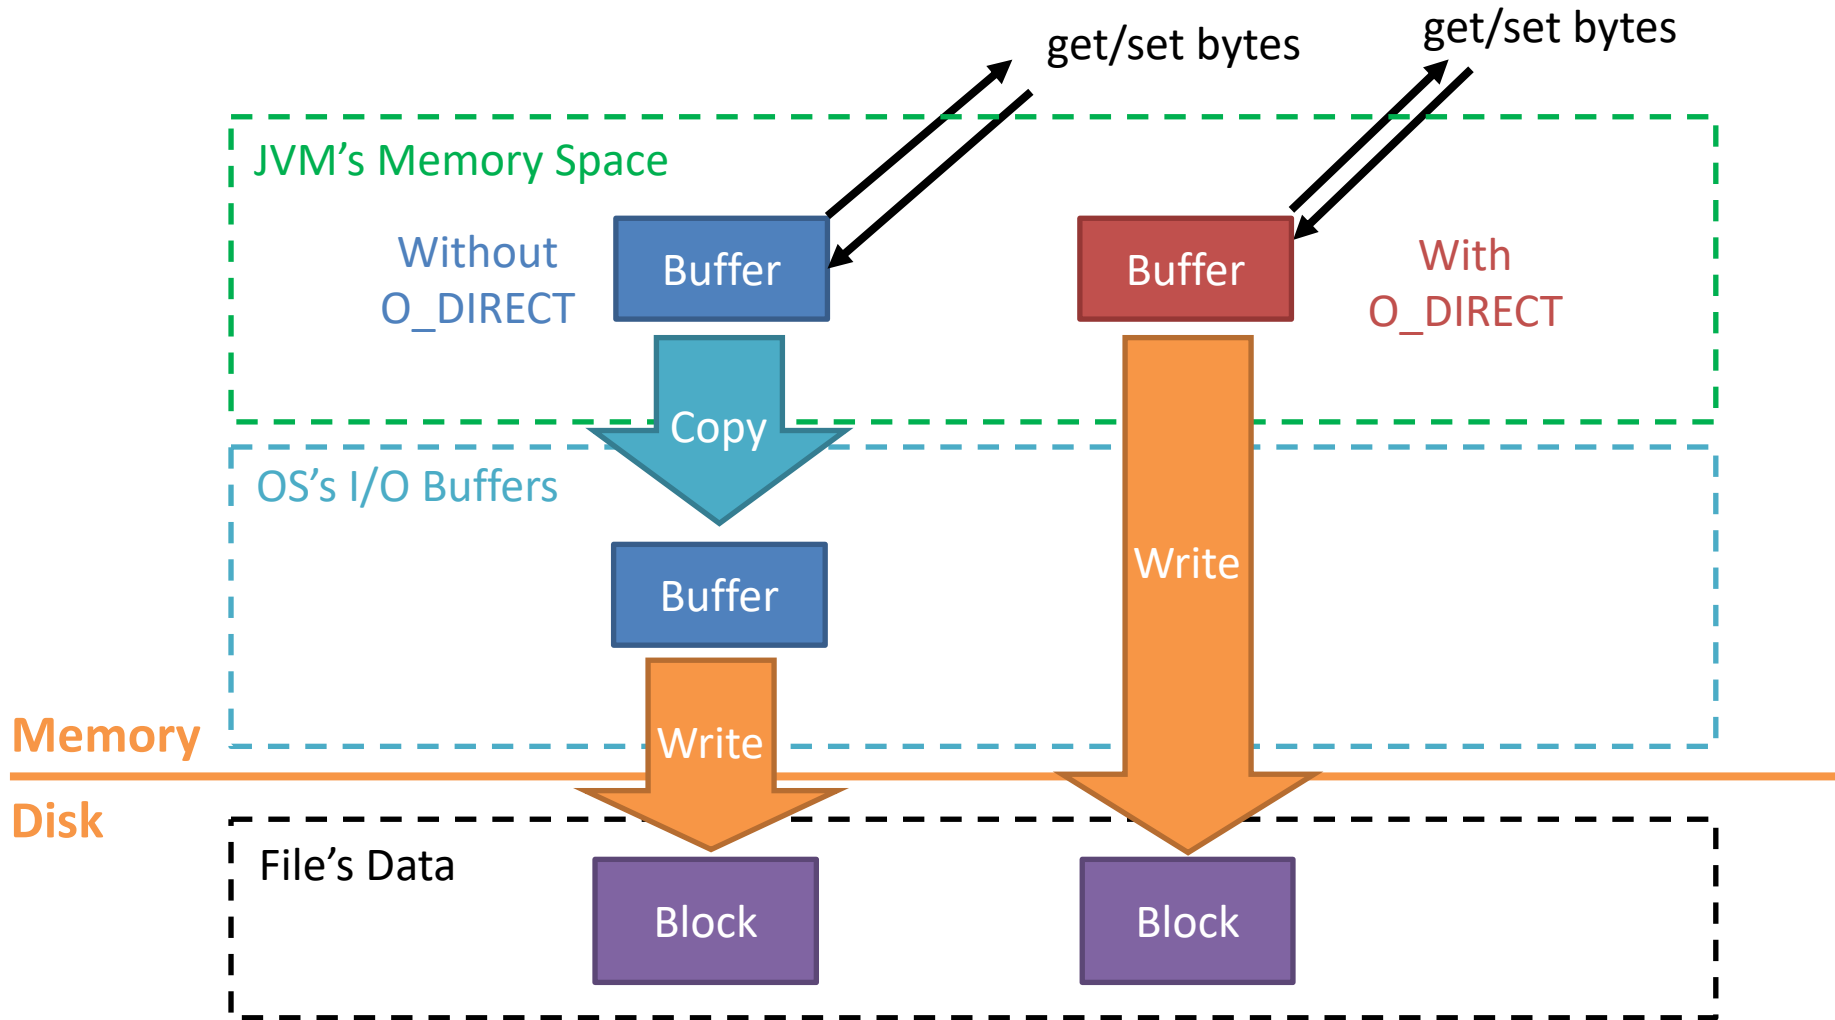 get/set bytes
get/set bytes
JVM's Memory Space
Without
O_DIRECT
Buffer
Buffer
With
O_DIRECT
Copy
OS's I/O Buffers
Write
Buffer
Memory
Write
Disk
File's Data
Block
Block